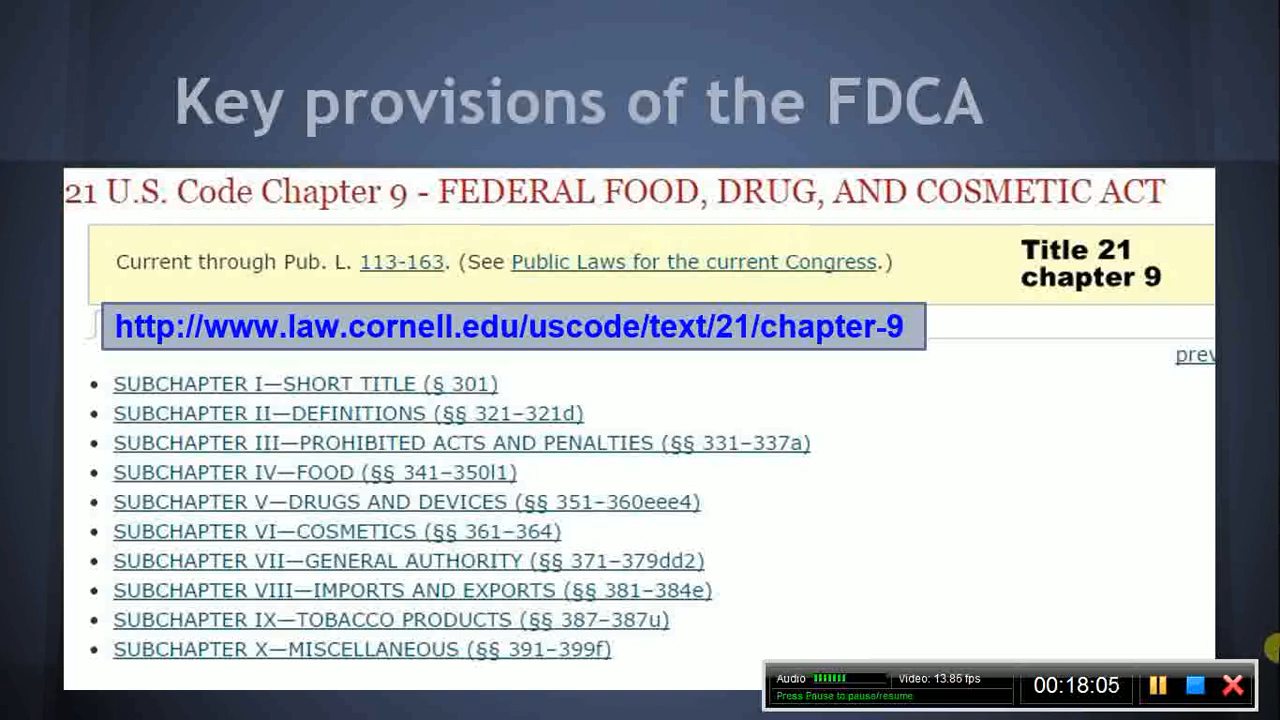 Key provisions of the FDCA
21 U.S. Code Chapter 9 - FEDERAL FOOD, DRUG, AND COSMETIC ACT
Current through Pub. L. 113-163. (See Public Laws for the current Congress.)
Title 21
chapter 9
http://www.law.cornell.edu/uscode/text/21/chapter-9
prev
• SUBCHAPTER I—SHORT TITLE (§ 301)
• SUBCHAPTER II—DEFINITIONS (§§ 321–321d)
• SUBCHAPTER III—PROHIBITED ACTS AND PENALTIES (§§ 331–337a)
• SUBCHAPTER IV—FOOD (§§ 341–350l1)
• SUBCHAPTER V—DRUGS AND DEVICES (§§ 351–360eee4)
• SUBCHAPTER VI—COSMETICS (§§ 361–364)
• SUBCHAPTER VII—GENERAL AUTHORITY (§§ 371–379dd2)
• SUBCHAPTER VIII—IMPORTS AND EXPORTS (§§ 381–384e)
• SUBCHAPTER IX—TOBACCO PRODUCTS (§§ 387–387u)
• SUBCHAPTER X—MISCELLANEOUS (§§ 391–399f)
Audio Video: 13.85 fps
Press Pause to pause/resume
00:18:05